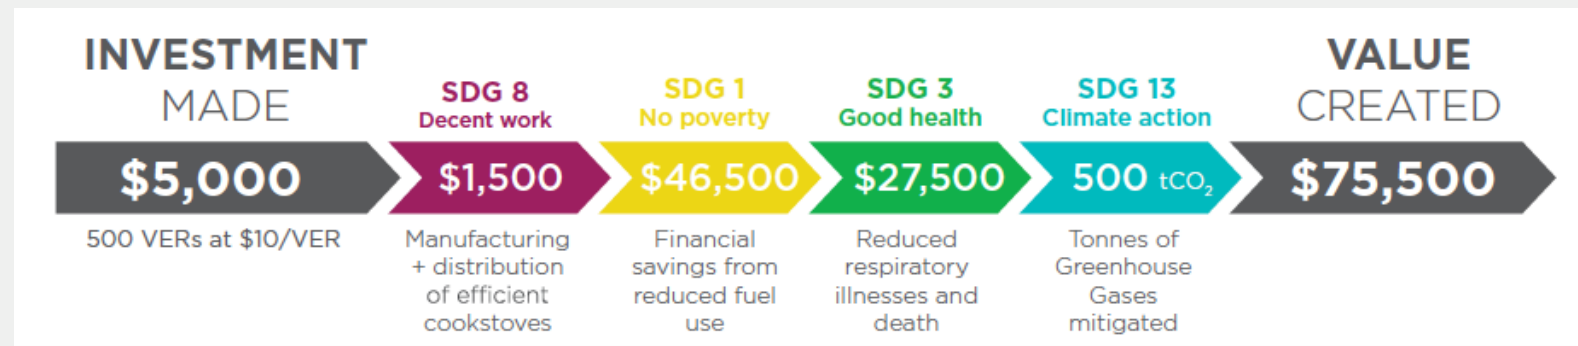 INVESTMENT
MADE
$5,000
500 VERs at $10/VER
SDG 8
Decent work
$1,500
Manufacturing
+ distribution
of efficient
cookstoves
SDG 1
No poverty
$46,500
Financial
savings from
reduced fuel
use
SDG 3
Good health
$27,500
Reduced
respiratory
illnesses and
death
SDG 13
Climate action
500 tCO₂
Tonnes of
Greenhouse
Gases
mitigated
VALUE
CREATED
$75,500